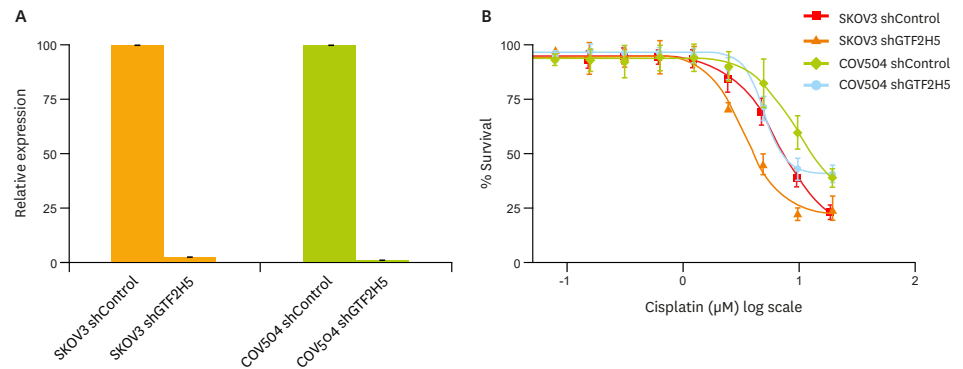 A
Relative expression
100
75
50
25
0
SKOV3 shControl
SKOV3 shGTF2H5
COV504 shControl
COV504 shGTF2H5
B
SKOV3 shControl
SKOV3 shGTF2H5
COV504 shControl
COV504 shGTF2H5
% Survival
100
75
50
25
0
-1
0
1
2
Cisplatin (μM) log scale